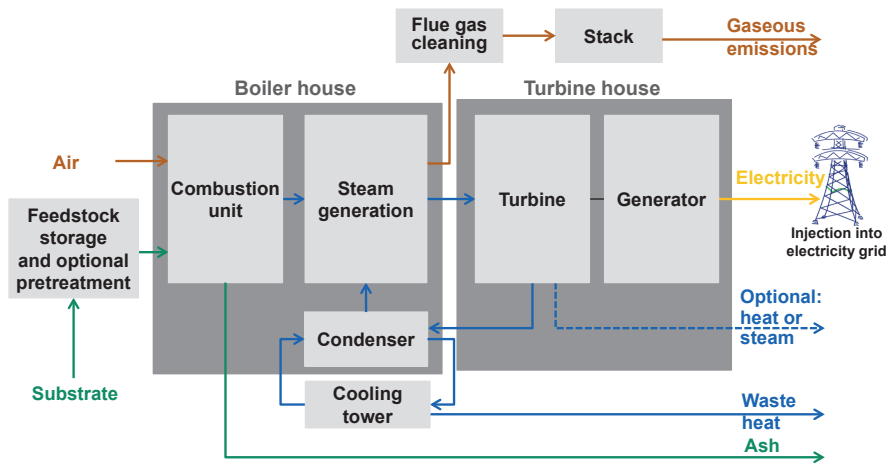 Flue gas
cleaning
Stack
Gaseous
emissions
Boiler house
Turbine house
Air
Combustion
unit
Steam
generation
Turbine
Generator
Electricity
Injection into
electricity grid
Feedstock
storage
and optional
pretreatment
Optional:
heat or
steam
Condenser
Substrate
Cooling
tower
Waste
heat
Ash